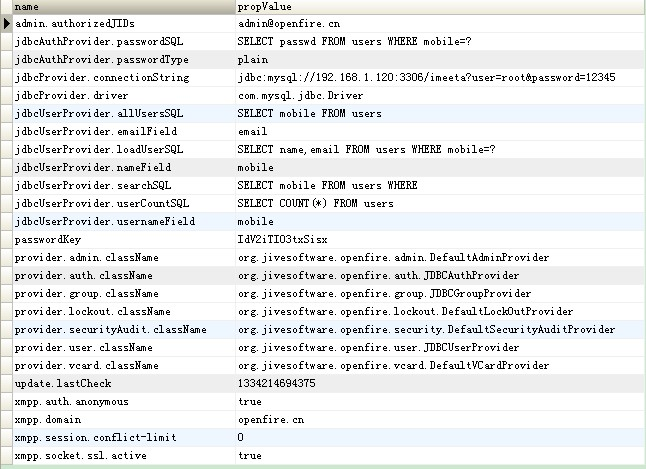 name propValue
admin.authorizedJIDs admin@openfire.cn
jdbcAuthProvider.passwordSQL SELECT passwd FROM users WHERE mobile=?
jdbcAuthProvider.passwordType plain
jdbcProvider.connectionString jdbc:mysql://192.168.1.120:3306/imeeta?user=root&password=12345
jdbcProvider.driver com.mysql.jdbc.Driver
jdbcUserProvider.allUsersSQL SELECT mobile FROM users
jdbcUserProvider.emailField email
jdbcUserProvider.loadUserSQL SELECT name,email FROM users WHERE mobile=?
jdbcUserProvider.nameField mobile
jdbcUserProvider.searchSQL SELECT mobile FROM users WHERE
jdbcUserProvider.userCountSQL SELECT COUNT(*) FROM users
jdbcUserProvider.usernameField mobile
passwordKey IdV2iTIO3txSisx
provider.admin.className org.jivesoftware.openfire.admin.DefaultAdminProvider
provider.auth.className org.jivesoftware.openfire.auth.JDBCAuthProvider
provider.group.className org.jivesoftware.openfire.group.JDBCGroupProvider
provider.lockout.className org.jivesoftware.openfire.lockout.DefaultLockOutProvider
provider.securityAudit.className org.jivesoftware.openfire.security.DefaultSecurityAuditProvider
provider.user.className org.jivesoftware.openfire.user.JDBCUserProvider
provider.vcard.className org.jivesoftware.openfire.vcard.DefaultVCardProvider
update.lastCheck 1334214694375
xmpp.auth.anonymous true
xmpp.domain openfire.cn
xmpp.session.conflict-limit 0
xmpp.socket.ssl.active true